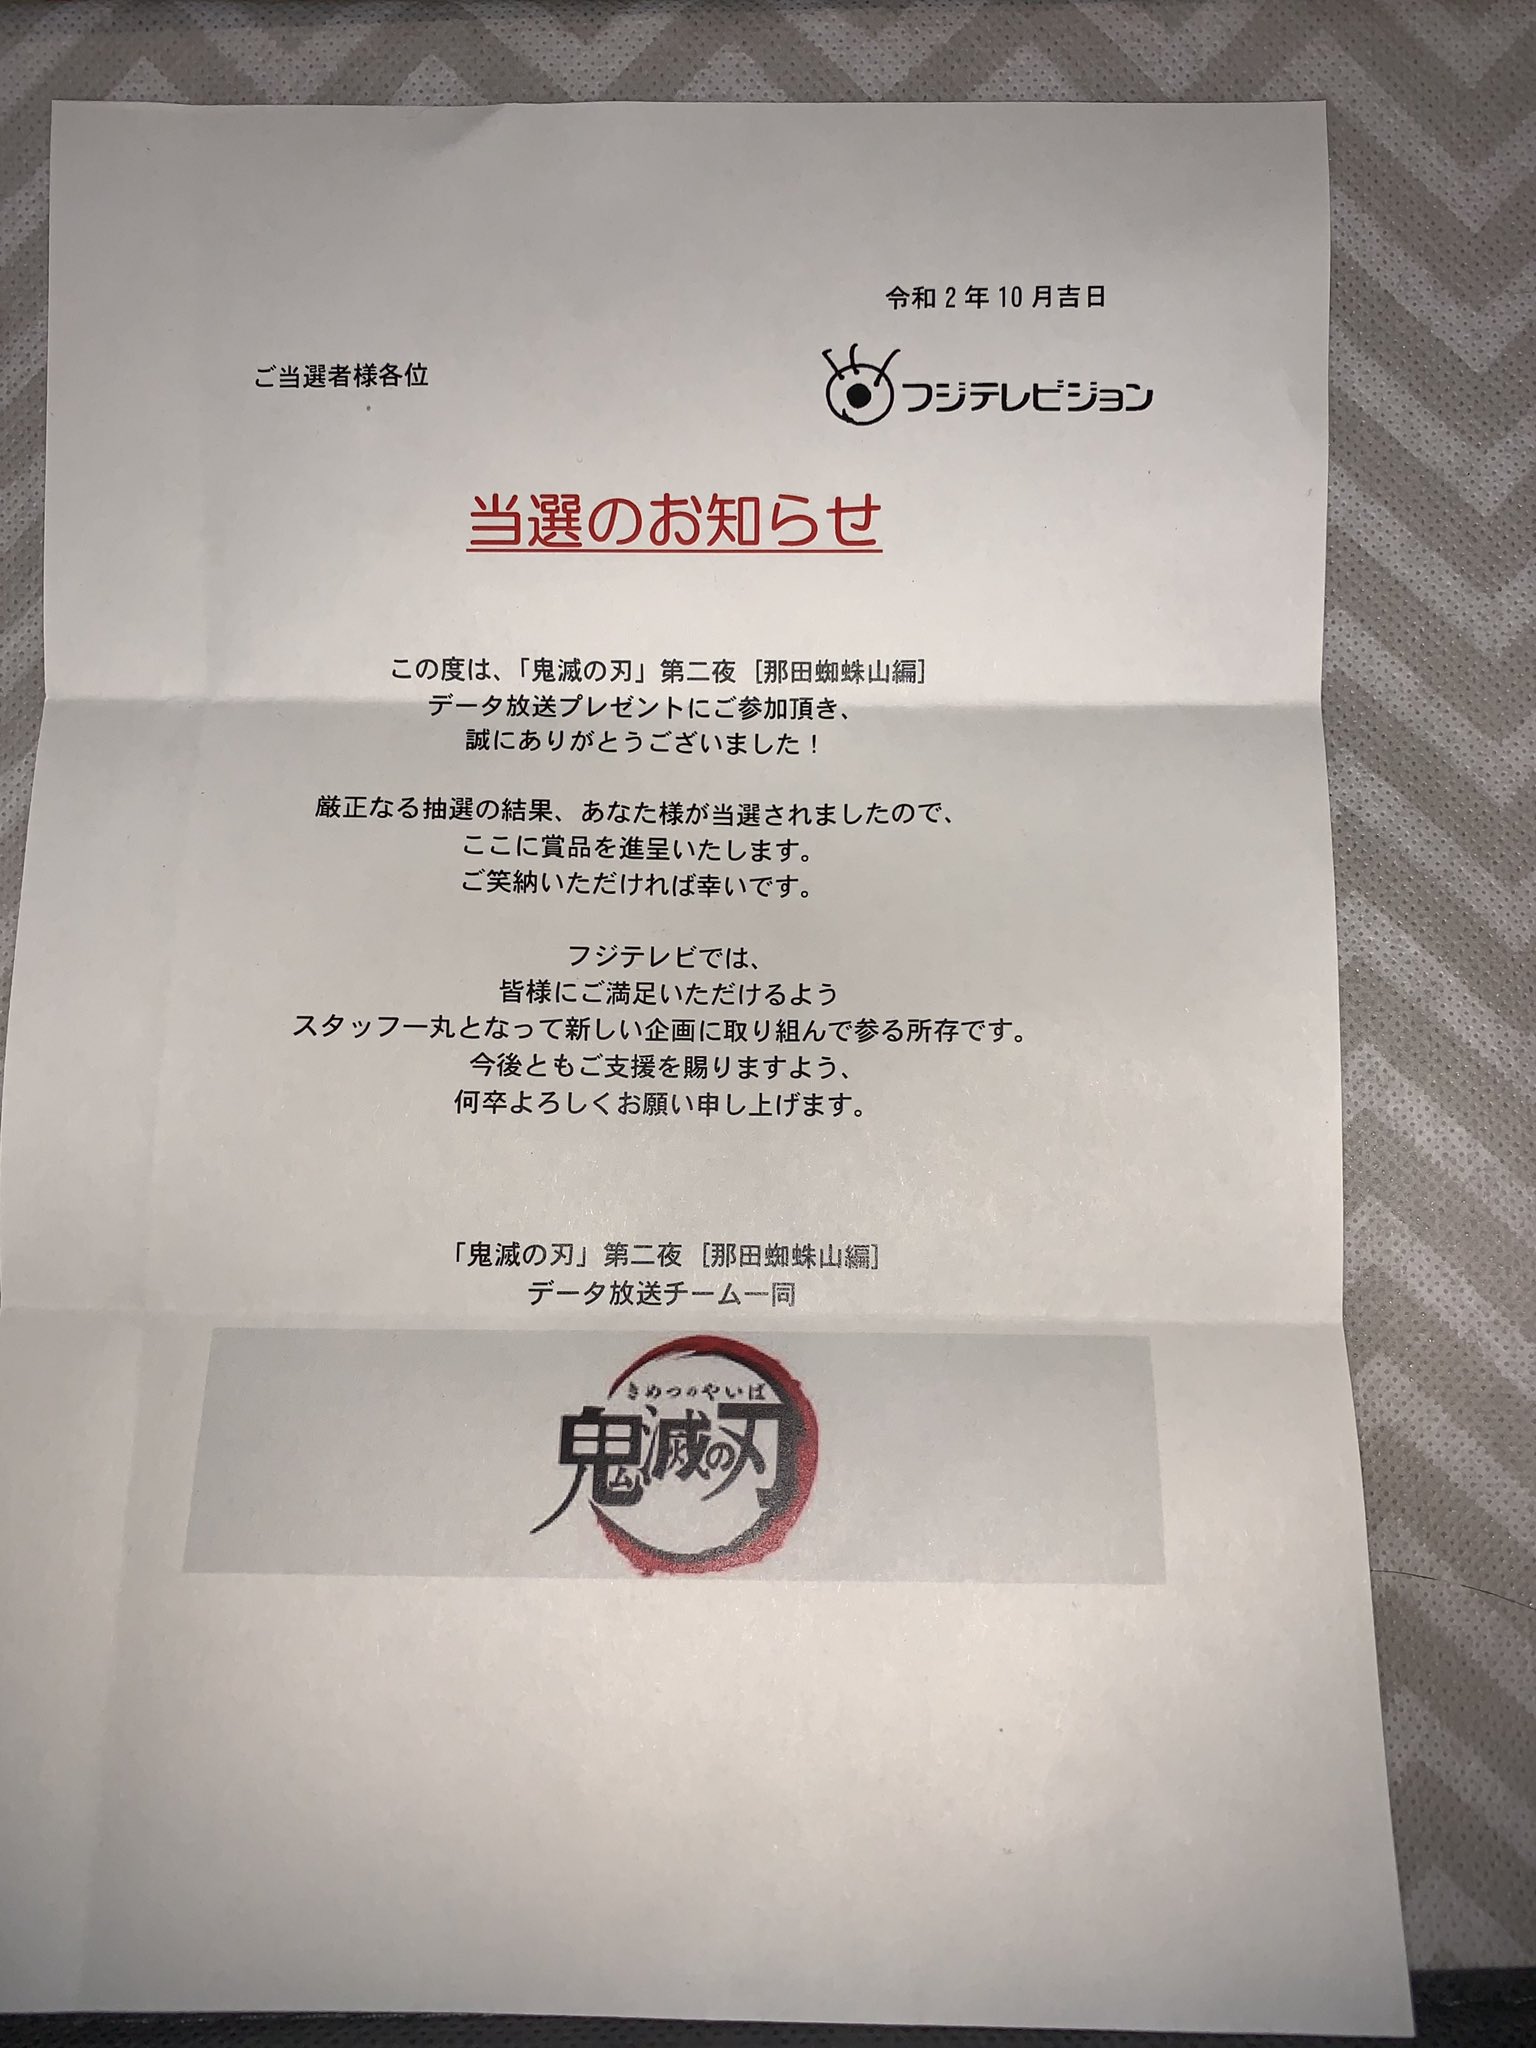 令和2年10月吉日
ご当選者様各位
フジテレビジョン
当選のお知らせ
この度は、「鬼滅の刃」第二夜［那田蜘蛛山編］
データ放送プレゼントにご参加頂き、
誠にありがとうございました！
厳正なる抽選の結果、あなた様が当選されましたので、
ここに賞品を進呈いたします。
ご笑納いただければ幸いです。
フジテレビでは、
皆様にご満足いただけるよう
スタッフ一丸となって新しい企画に取り組んで参る所存です。
今後ともご支援を賜りますよう、
何卒よろしくお願い申し上げます。
「鬼滅の刃」第二夜［那田蜘蛛山編］
データ放送チーム一同
きめつのやいば
鬼滅の刃